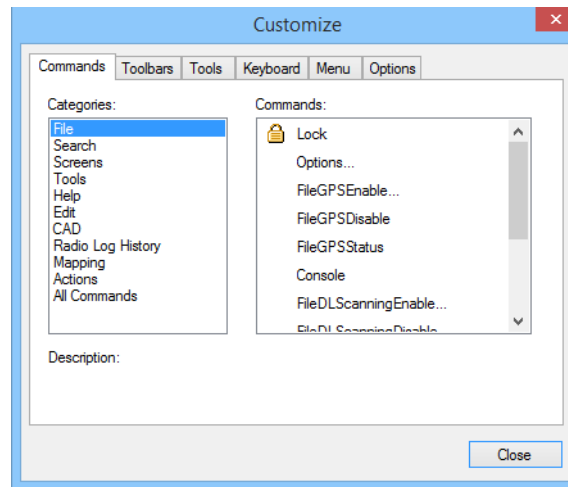 Customize
Commands Toolbars Tools Keyboard Menu Options
Categories:
File
Search
Screens
Tools
Help
Edit
CAD
Radio Log History
Mapping
Actions
All Commands
Commands:
Lock
Options...
FileGPSEnable...
FileGPSDisable
FileGPSStatus
Console
FileDLScanningEnable...
FileDLScanningDisable
Description:
Close